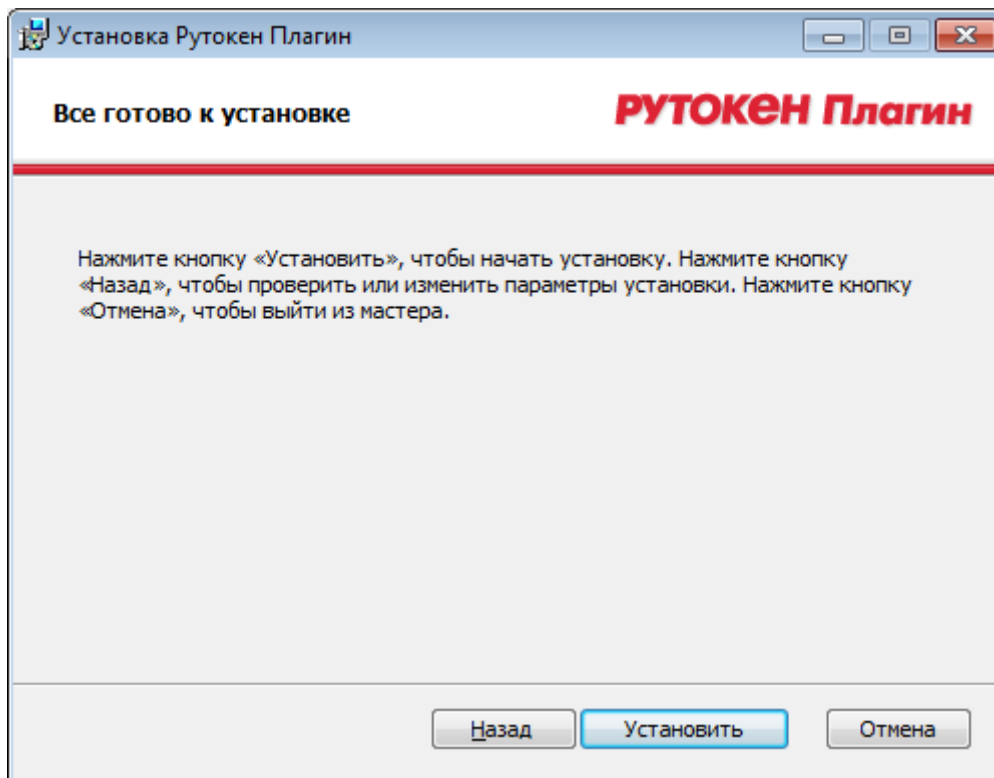 Установка Рутокен Плагин
Все готово к установке
РУТОКЕН Плагин
Нажмите кнопку «Установить», чтобы начать установку. Нажмите кнопку
«Назад», чтобы проверить или изменить параметры установки. Нажмите кнопку
«Отмена», чтобы выйти из мастера.
Назад
Установить
Отмена